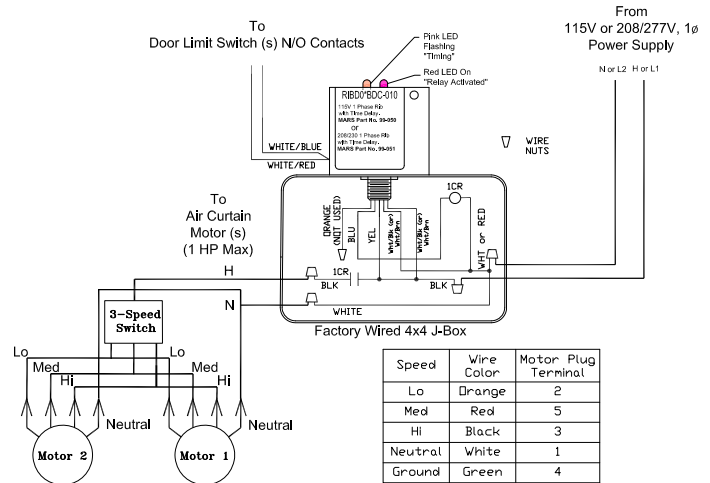 To
Door Limit Switch (s) N/O Contacts
Pink LED
Flashing
"Timing"
Red LED On
"Relay Activated"
From
115V or 208/277V, 1ø
Power Supply
N or L2
H or L1
RIBD0*BDC-010
115V 1 Phase Rib
with Time Delay.
MARS Part No. 99-050
or
208/230 1 Phase Rib
with Time Delay.
MARS Part No. 99-051
WHITE/BLUE
WHITE/RED
WIRE
NUTS
To
Air Curtain
Motor (s)
(1 HP Max)
ORANGE
(NOT USED)
BLU
YEL
Wht/Blk (or)
Wht/Brn
Wht/Blk (or)
Wht/Brn
1CR
WHT or RED
H
1CR
BLK
BLK
N
WHITE
Factory Wired 4x4 J-Box
3-Speed
Switch
Lo
Med
Hi
Lo
Med
Hi
Neutral
Neutral
Motor 2
Motor 1
Speed Wire Color Motor Plug Terminal
Lo Orange 2
Med Red 5
Hi Black 3
Neutral White 1
Ground Green 4